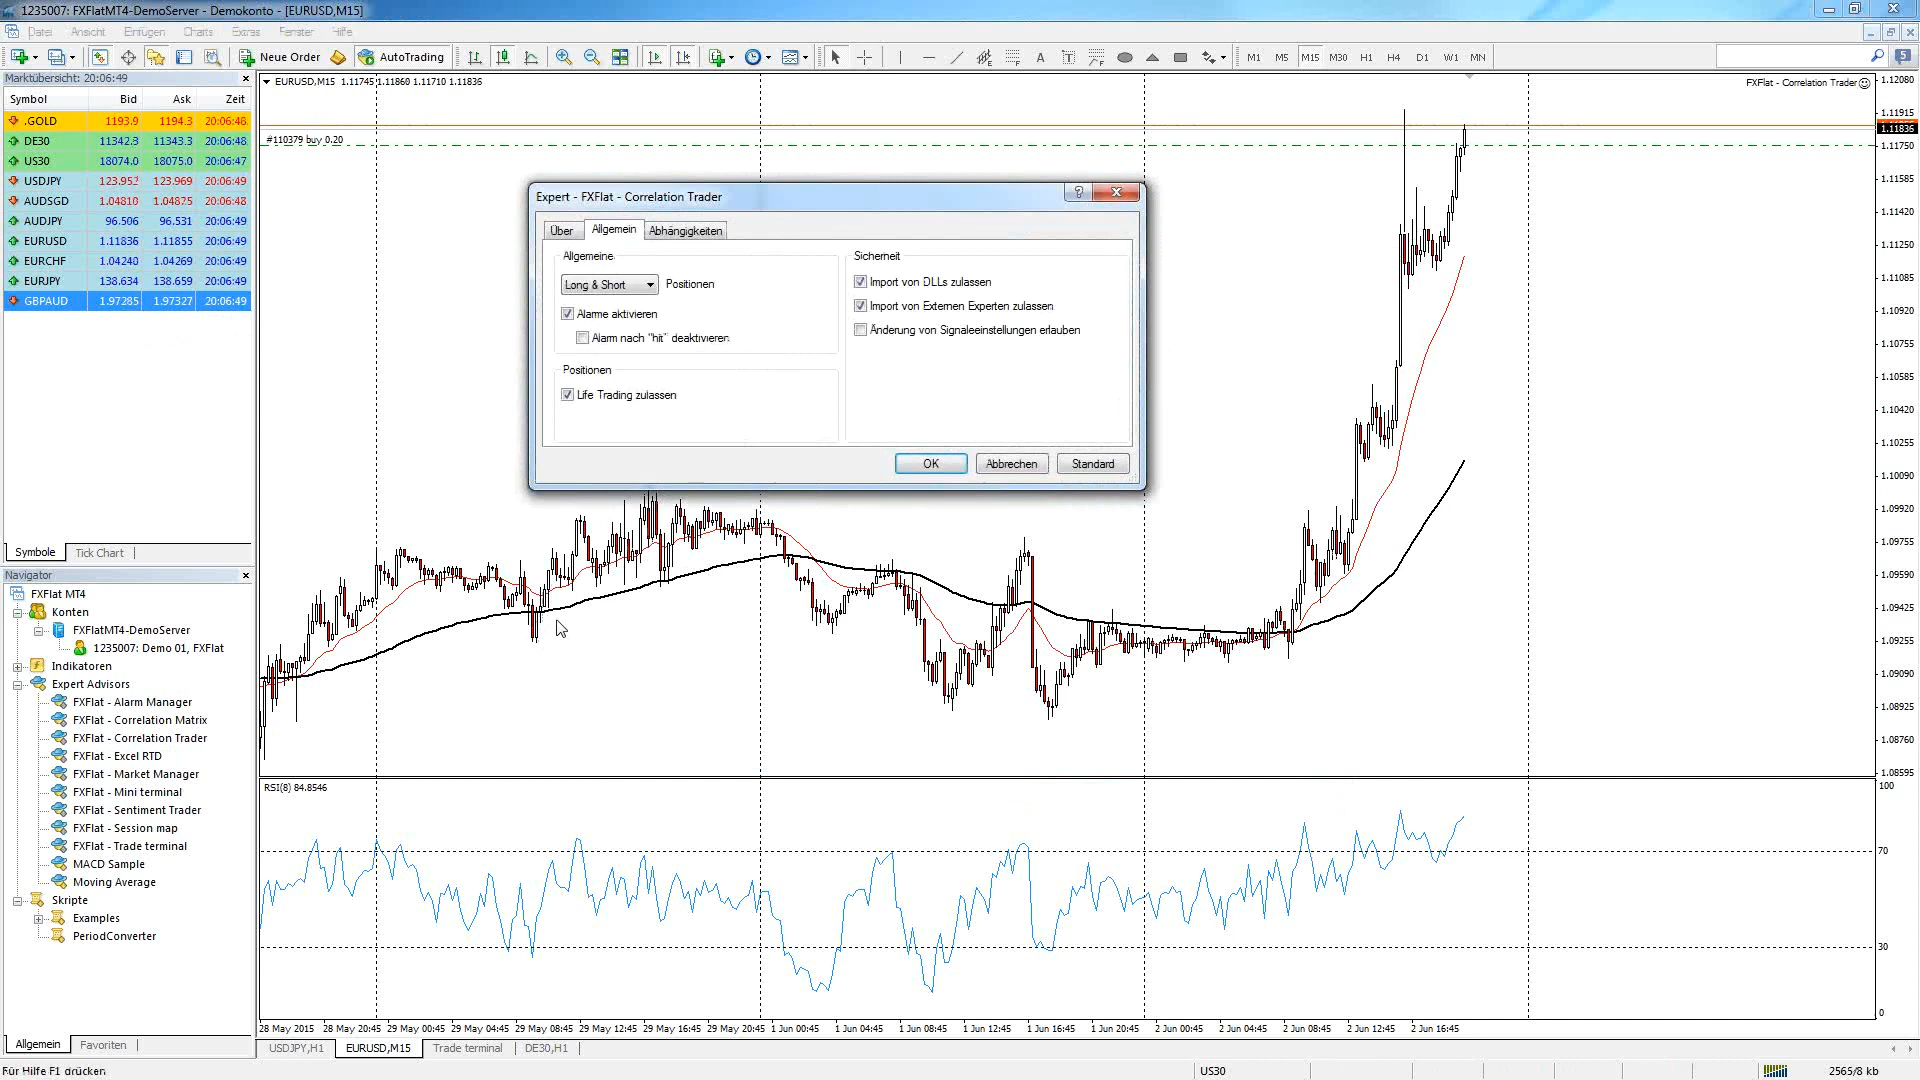 1235007: FXFlatMT4-DemoServer - Demokonto - [EURUSD,M15]
Datei Ansicht Einfügen Charts Extras Fenster Hilfe
New Order AutoTrading M1 M5 M15 M30 H1 H4 D1 W1 MN
Marktübersicht: 20:06:49
Symbol Bid Ask Zeit
.GOLD 1193.9 1194.3 20:06:48
DE30 11342.3 11343.3 20:06:48
US30 18074.0 18075.0 20:06:47
USDJPY 123.952 123.969 20:06:49
AUDSGD 1.04810 1.04875 20:06:48
AUDJPY 96.506 96.531 20:06:49
EURUSD 1.11836 1.11855 20:06:49
EURCHF 1.04240 1.04269 20:06:49
EURJPY 138.634 138.659 20:06:49
GBPAUD 1.97285 1.97327 20:06:49
Symbole Tick Chart
Navigator
FXFlat MT4
Konten
FXFlatMT4-DemoServer
1235007: Demo 01, FXFlat
Indikatoren
Expert Advisors
FXFlat - Alarm Manager
FXFlat - Correlation Matrix
FXFlat - Correlation Trader
FXFlat - Excel RTD
FXFlat - Market Manager
FXFlat - Mini terminal
FXFlat - Sentiment Trader
FXFlat - Session map
FXFlat - Trade terminal
MACD Sample
Moving Average
Skripte
Examples
PeriodConverter
Allgemein Favoriten
EURUSD,M15 1.11745 1.11860 1.11710 1.11836
FXFlat - Correlation Trader
#110379 buy 0.20
Expert - FXFlat - Correlation Trader
Über Allgemein Abhängigkeiten
Allgemeine
Long & Short Positionen
Alarme aktivieren
Alarm nach "hit" deaktivieren
Positionen
Life Trading zulassen
Sicherheit
Import von DLLs zulassen
Import von Externen Experten zulassen
Änderung von Signaleeinstellungen erlauben
OK Abbrechen Standard
1.12080
1.11915
1.11836
1.11750
1.11585
1.11420
1.11250
1.11085
1.10920
1.10755
1.10585
1.10420
1.10255
1.10090
1.09920
1.09755
1.09590
1.09425
1.09255
1.09090
1.08925
1.08760
1.08595
RSI(8) 84.8546
100
70
30
0
28 May 2015 28 May 20:45 29 May 00:45 29 May 04:45 29 May 08:45 29 May 12:45 29 May 16:45 29 May 20:45 1 Jun 00:45 1 Jun 04:45 1 Jun 08:45 1 Jun 12:45 1 Jun 16:45 1 Jun 20:45 2 Jun 00:45 2 Jun 04:45 2 Jun 08:45 2 Jun 12:45 2 Jun 16:45
USDJPY,H1 EURUSD,M15 Trade terminal DE30,H1
Für Hilfe F1 drücken US30 2565/8 kb